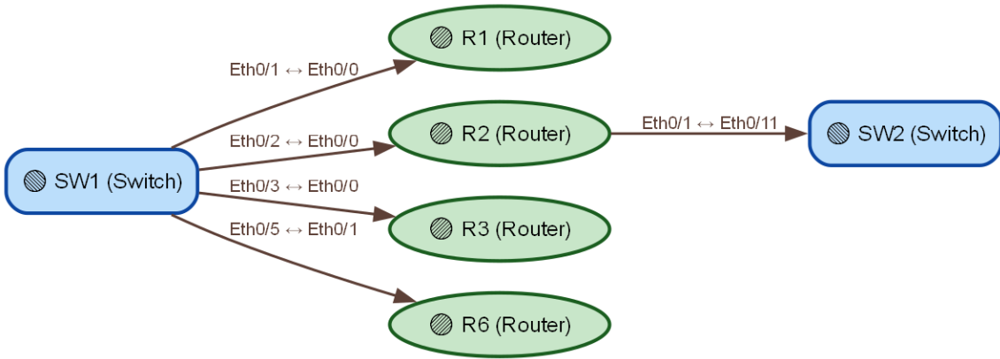 R1 (Router)
Eth0/1 ↔ Eth0/0
Eth0/2 ↔ Eth0/0
R2 (Router)
Eth0/1 ↔ Eth0/11
SW2 (Switch)
SW1 (Switch)
Eth0/3 ↔ Eth0/0
Eth0/5 ↔ Eth0/1
R3 (Router)
R6 (Router)